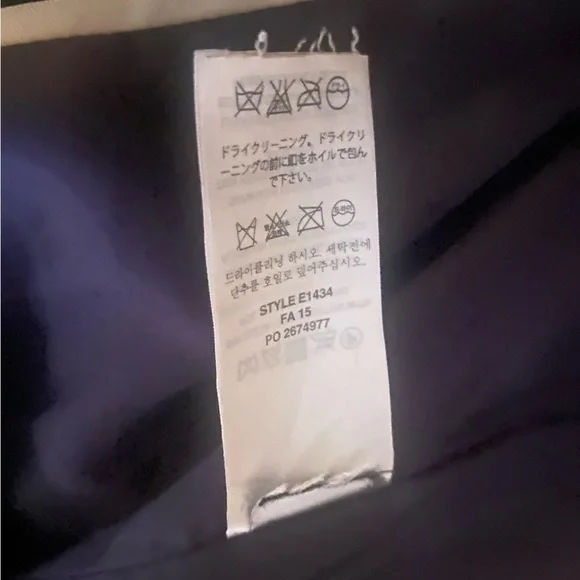 ドライクリーニング。ドライクリ
ーニングの前に釦をホイルで包ん
で下さい。
드라이클리닝 하시오. 세탁전에
단추를 호일로 덮어주십시오.
STYLE E1434
FA 15
PO 2674977